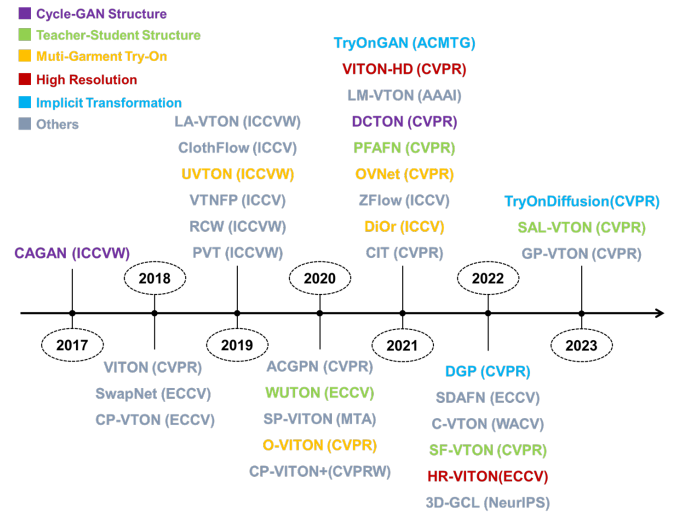 Cycle-GAN Structure
Teacher-Student Structure
Muti-Garment Try-On
High Resolution
Implicit Transformation
Others
TryOnGAN (ACMTG)
VITON-HD (CVPR)
LM-VTON (AAAI)
LA-VTON (ICCVW)
DCTON (CVPR)
ClothFlow (ICCV)
PFAFN (CVPR)
UVTON (ICCVW)
OVNet (CVPR)
VTNFP (ICCV)
ZFlow (ICCV)
TryOnDiffusion(CVPR)
RCW (ICCVW)
DiOr (ICCV)
SAL-VTON (CVPR)
CAGAN (ICCVW)
PVT (ICCVW)
CIT (CVPR)
GP-VTON (CVPR)
2018
2020
2022
2017
2019
2021
2023
VITON (CVPR)
ACGPN (CVPR)
DGP (CVPR)
SwapNet (ECCV)
WUTON (ECCV)
SDAFN (ECCV)
CP-VTON (ECCV)
SP-VITON (MTA)
C-VTON (WACV)
O-VITON (CVPR)
SF-VTON (CVPR)
CP-VITON+(CVPRW)
HR-VITON(ECCV)
3D-GCL (NeurIPS)